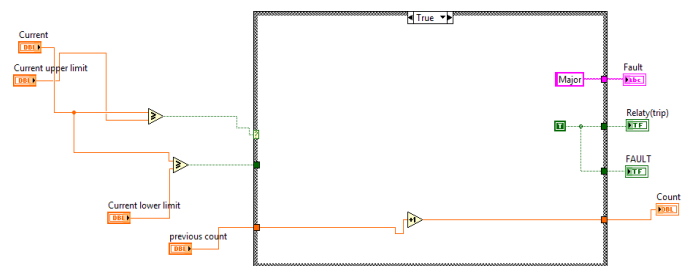 True
Current
DBL
Current upper limit
DBL
Major
Fault
abc
?
T
Relaty(trip)
TF
FAULT
TF
Current lower limit
DBL
+1
Count
DBL
previous count
DBL